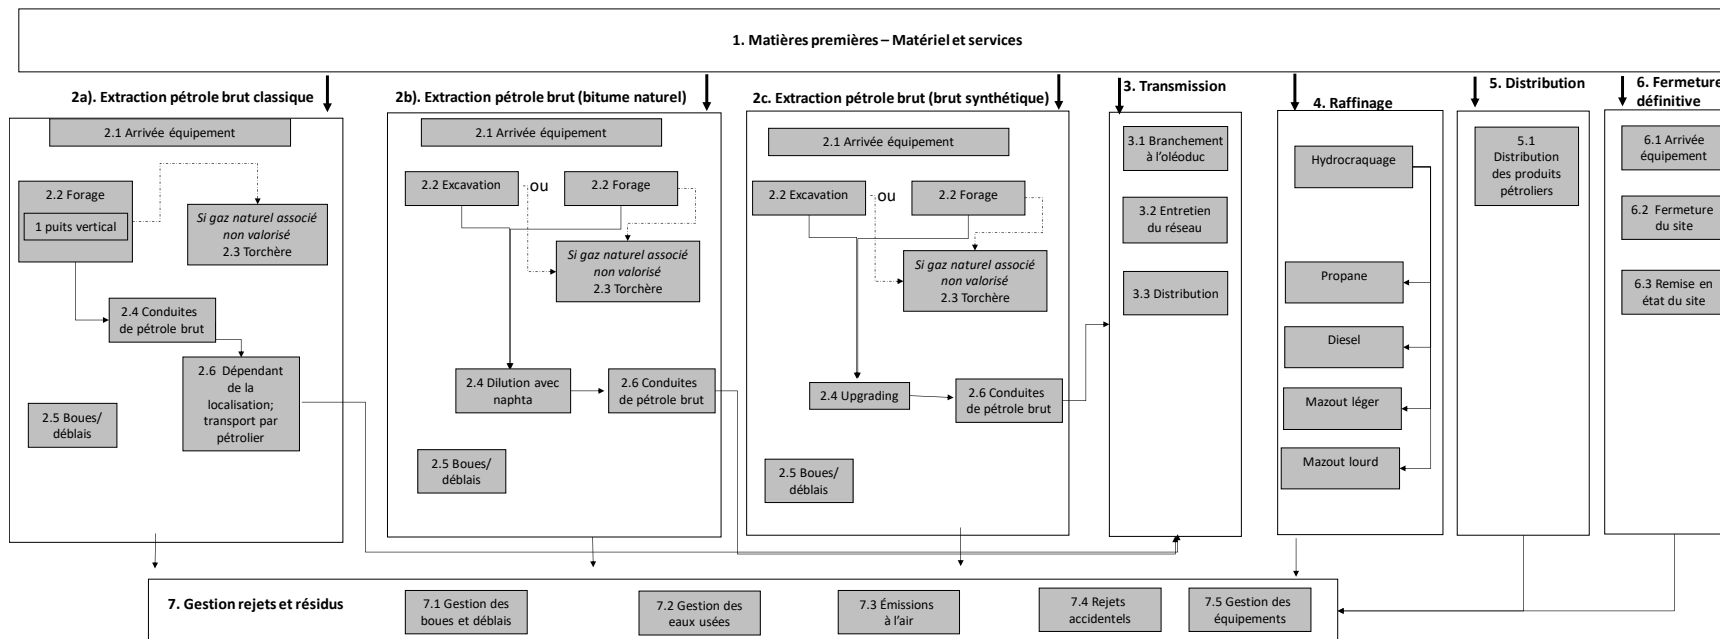 1. Matières premières – Matériel et services
2a). Extraction pétrole brut classique
2.1 Arrivée équipement
2.2 Forage
1 puits vertical
Si gaz naturel associé
non valorisé
2.3 Torchère
2.4 Conduites
de pétrole brut
2.6 Dépendant
de la
localisation;
transport par
pétrolier
2.5 Boues/
déblais
2b). Extraction pétrole brut (bitume naturel)
2.1 Arrivée équipement
2.2 Excavation
ou
2.2 Forage
Si gaz naturel associé
non valorisé
2.3 Torchère
2.4 Dilution avec
naphta
2.6 Conduites
de pétrole brut
2.5 Boues/
déblais
2c. Extraction pétrole brut (brut synthétique)
2.1 Arrivée équipement
2.2 Excavation
ou
2.2 Forage
Si gaz naturel associé
non valorisé
2.3 Torchère
2.4 Upgrading
2.6 Conduites
de pétrole brut
2.5 Boues/
déblais
3. Transmission
3.1 Branchement
à l'oléoduc
3.2 Entretien
du réseau
3.3 Distribution
4. Raffinage
Hydrocraquage
Propane
Diesel
Mazout léger
Mazout lourd
5. Distribution
5.1
Distribution
des produits
pétroliers
6. Fermeture
définitive
6.1 Arrivée
équipement
6.2 Fermeture
du site
6.3 Remise en
état du site
7. Gestion rejets et résidus
7.1 Gestion des
boues et déblais
7.2 Gestion des
eaux usées
7.3 Émissions
à l'air
7.4 Rejets
accidentels
7.5 Gestion des
équipements